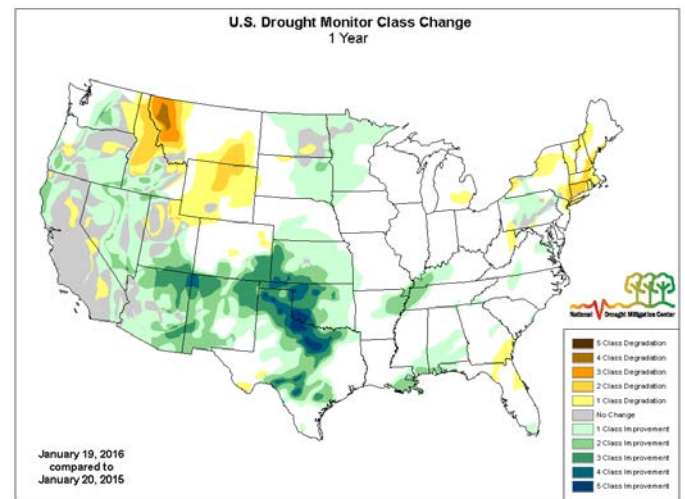 U.S. Drought Monitor Class Change
1 Year
National Drought Mitigation Center
5 Class Degradation
4 Class Degradation
3 Class Degradation
2 Class Degradation
1 Class Degradation
No Change
1 Class Improvement
2 Class Improvement
3 Class Improvement
4 Class Improvement
5 Class Improvement
January 19, 2016
compared to
January 20, 2015